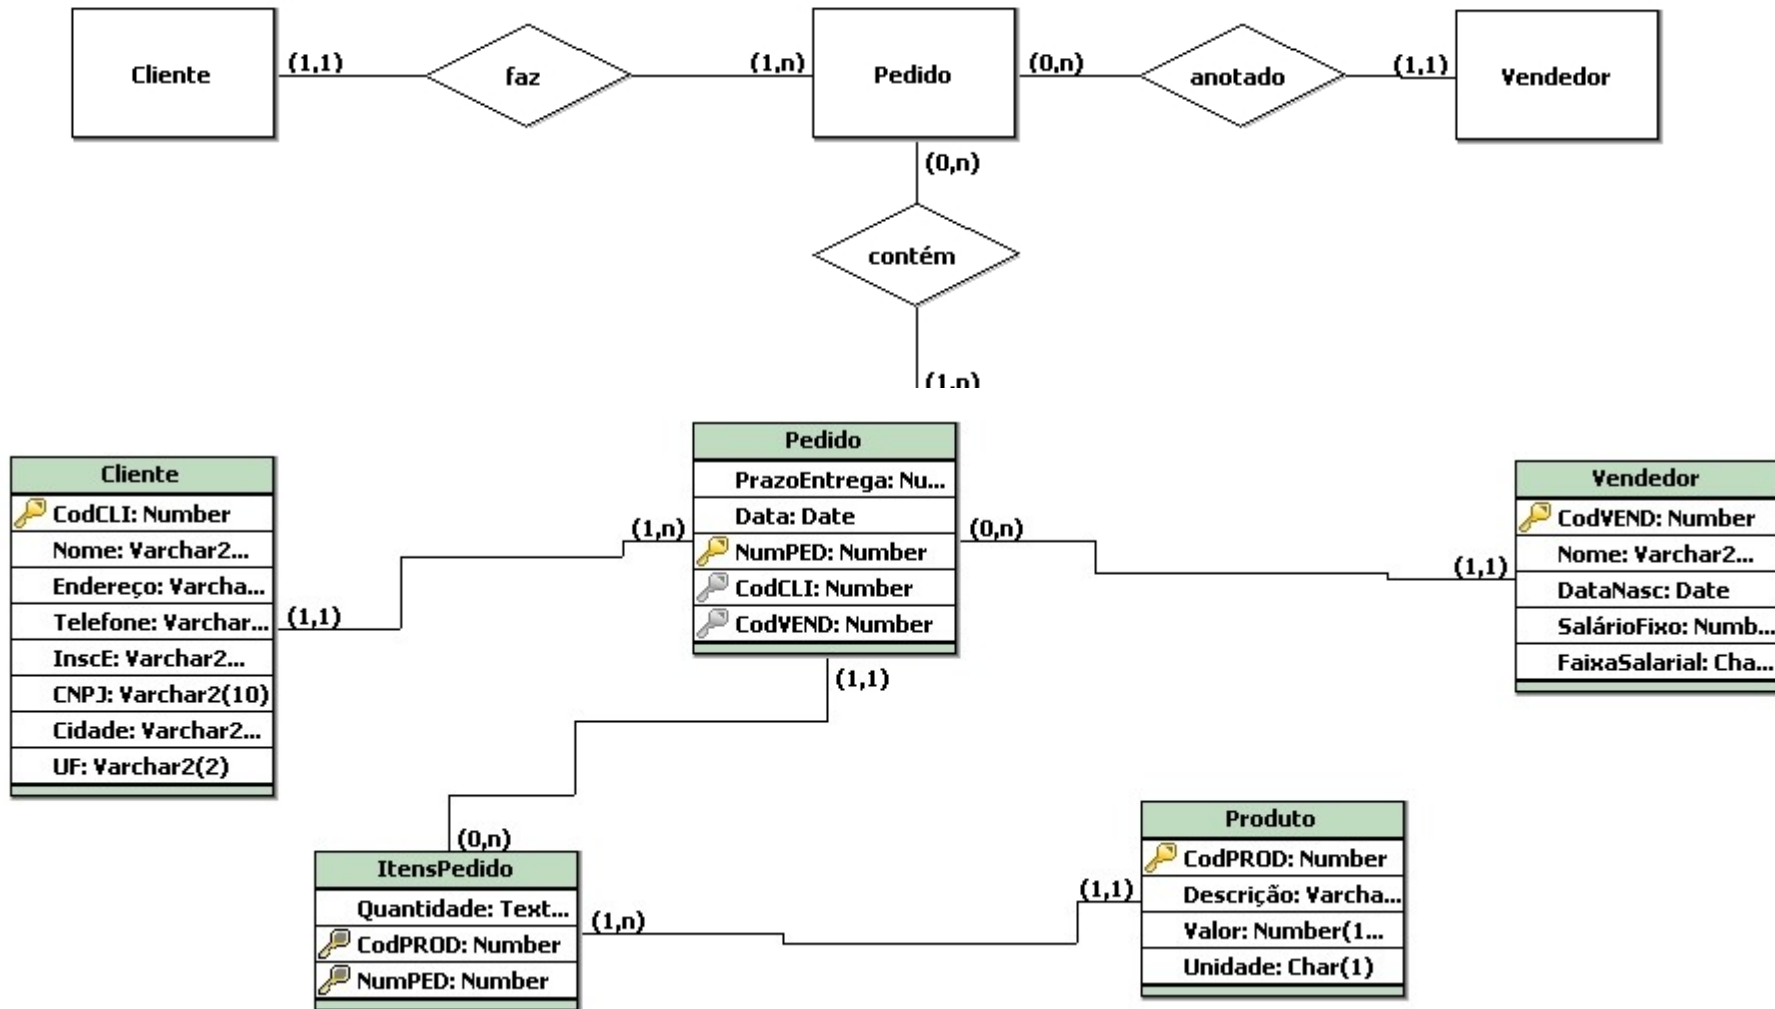 Cliente
(1,1)
faz
(1,n)
Pedido
(0,n)
anotado
(1,1)
Vendedor
(0,n)
contém
(1,n)
Cliente
CodCLI: Number
Nome: Varchar2...
Endereço: Varcha...
Telefone: Varchar...
InscE: Varchar2...
CNPJ: Varchar2(10)
Cidade: Varchar2...
UF: Varchar2(2)
(1,1)
(1,n)
Pedido
PrazoEntrega: Nu...
Data: Date
NumPED: Number
CodCLI: Number
CodVEND: Number
(0,n)
(1,1)
Vendedor
CodVEND: Number
Nome: Varchar2...
DataNasc: Date
SalárioFixo: Numb...
FaixaSalarial: Cha...
(1,1)
(0,n)
ItensPedido
Quantidade: Text...
CodPROD: Number
NumPED: Number
(1,n)
(1,1)
Produto
CodPROD: Number
Descrição: Varcha...
Valor: Number(1...
Unidade: Char(1)